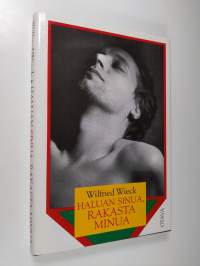 Wilfried Wieck
HALUAN SINUA,
RAKASTA
MINUA
OTAVA